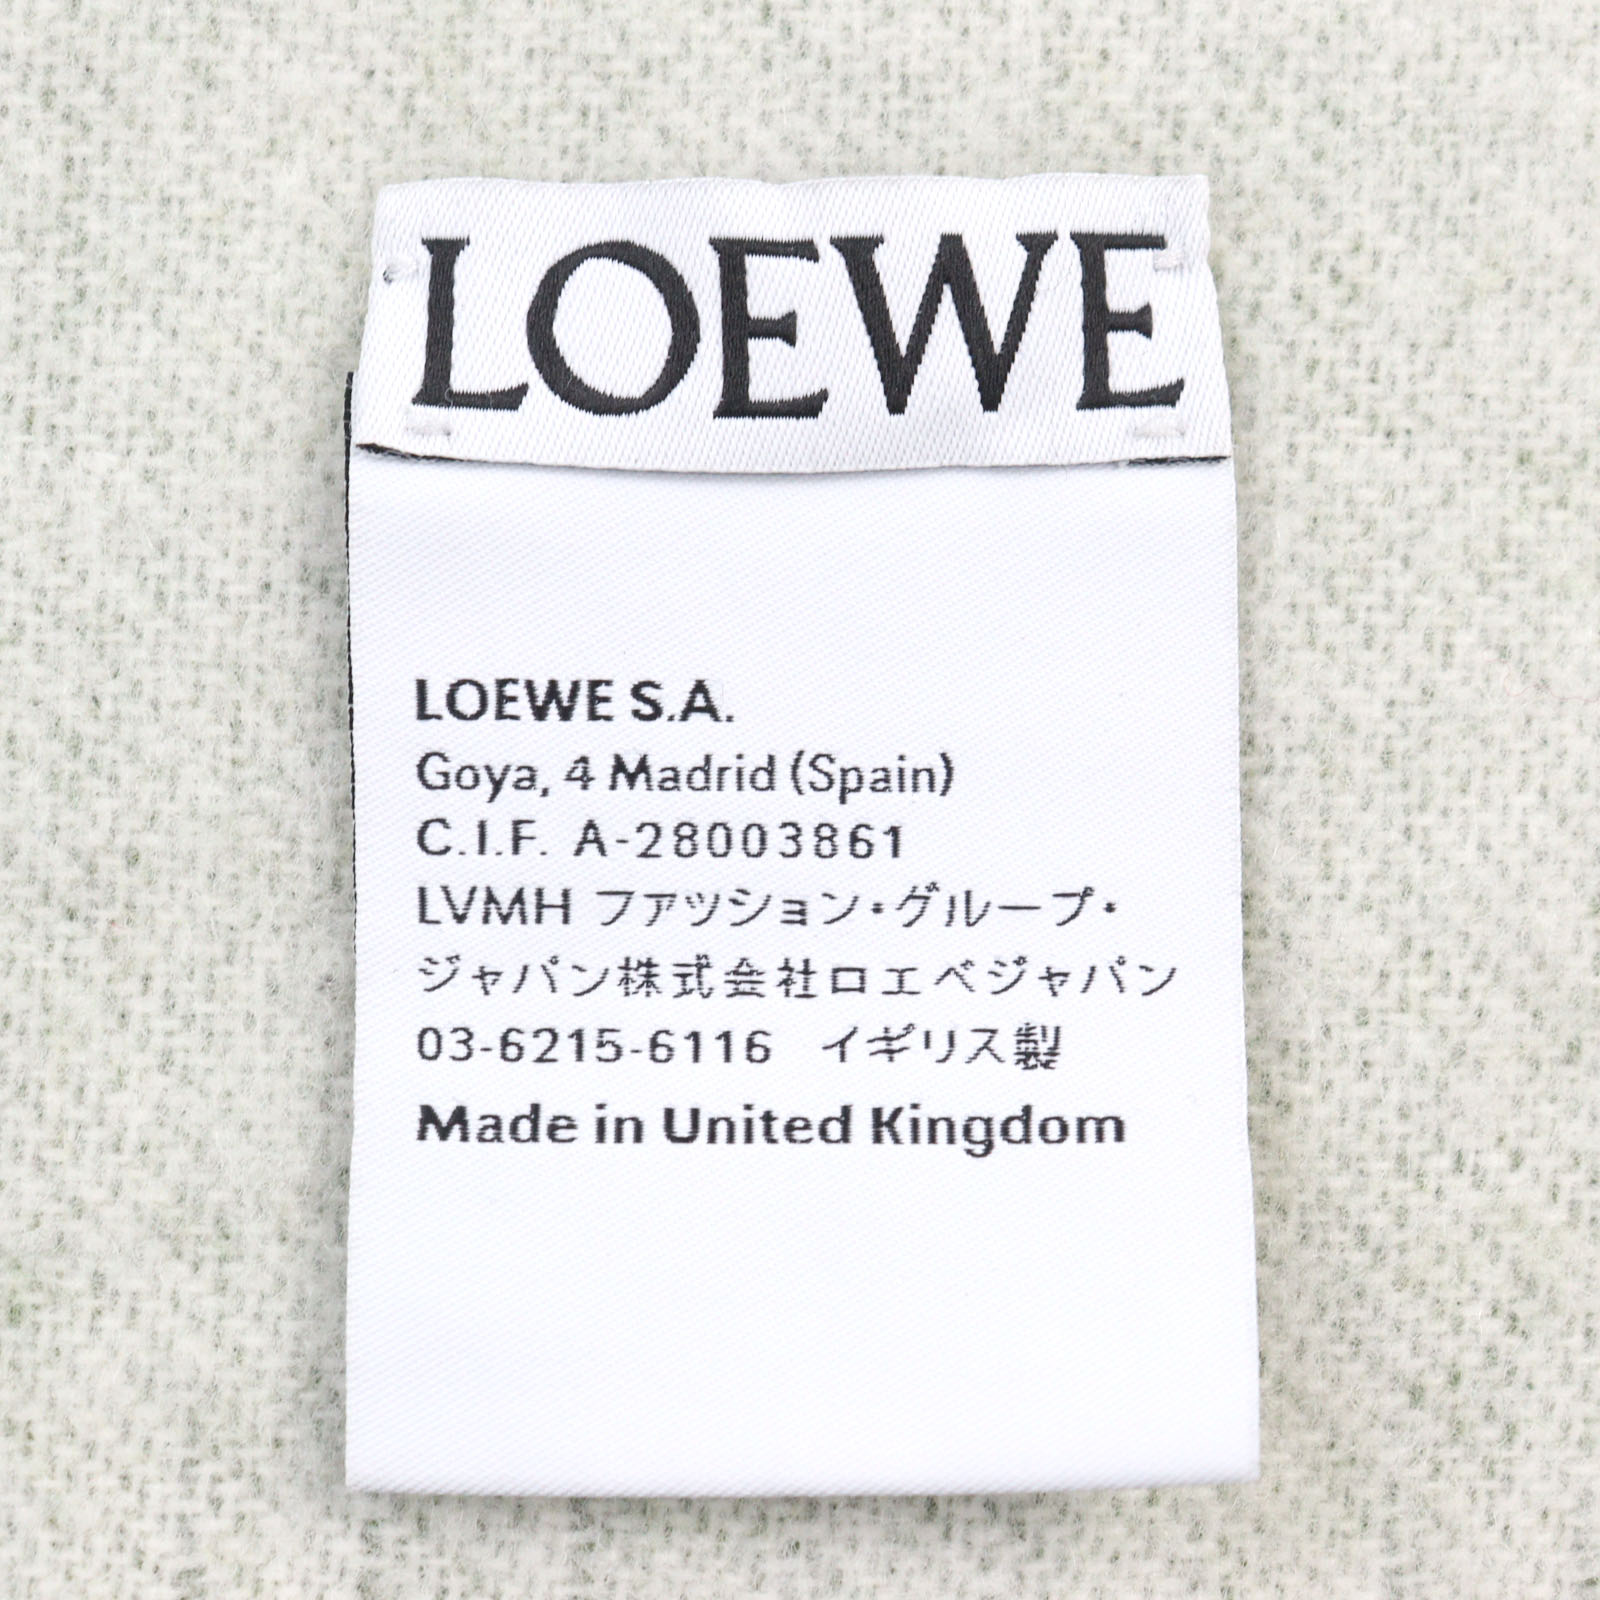 LOEWE
LOEWE S.A.
Goya, 4 Madrid (Spain)
C.I.F. A-28003861
LVMH ファッション・グループ・
ジャパン株式会社ロエベジャパン
03-6215-6116 イギリス製
Made in United Kingdom